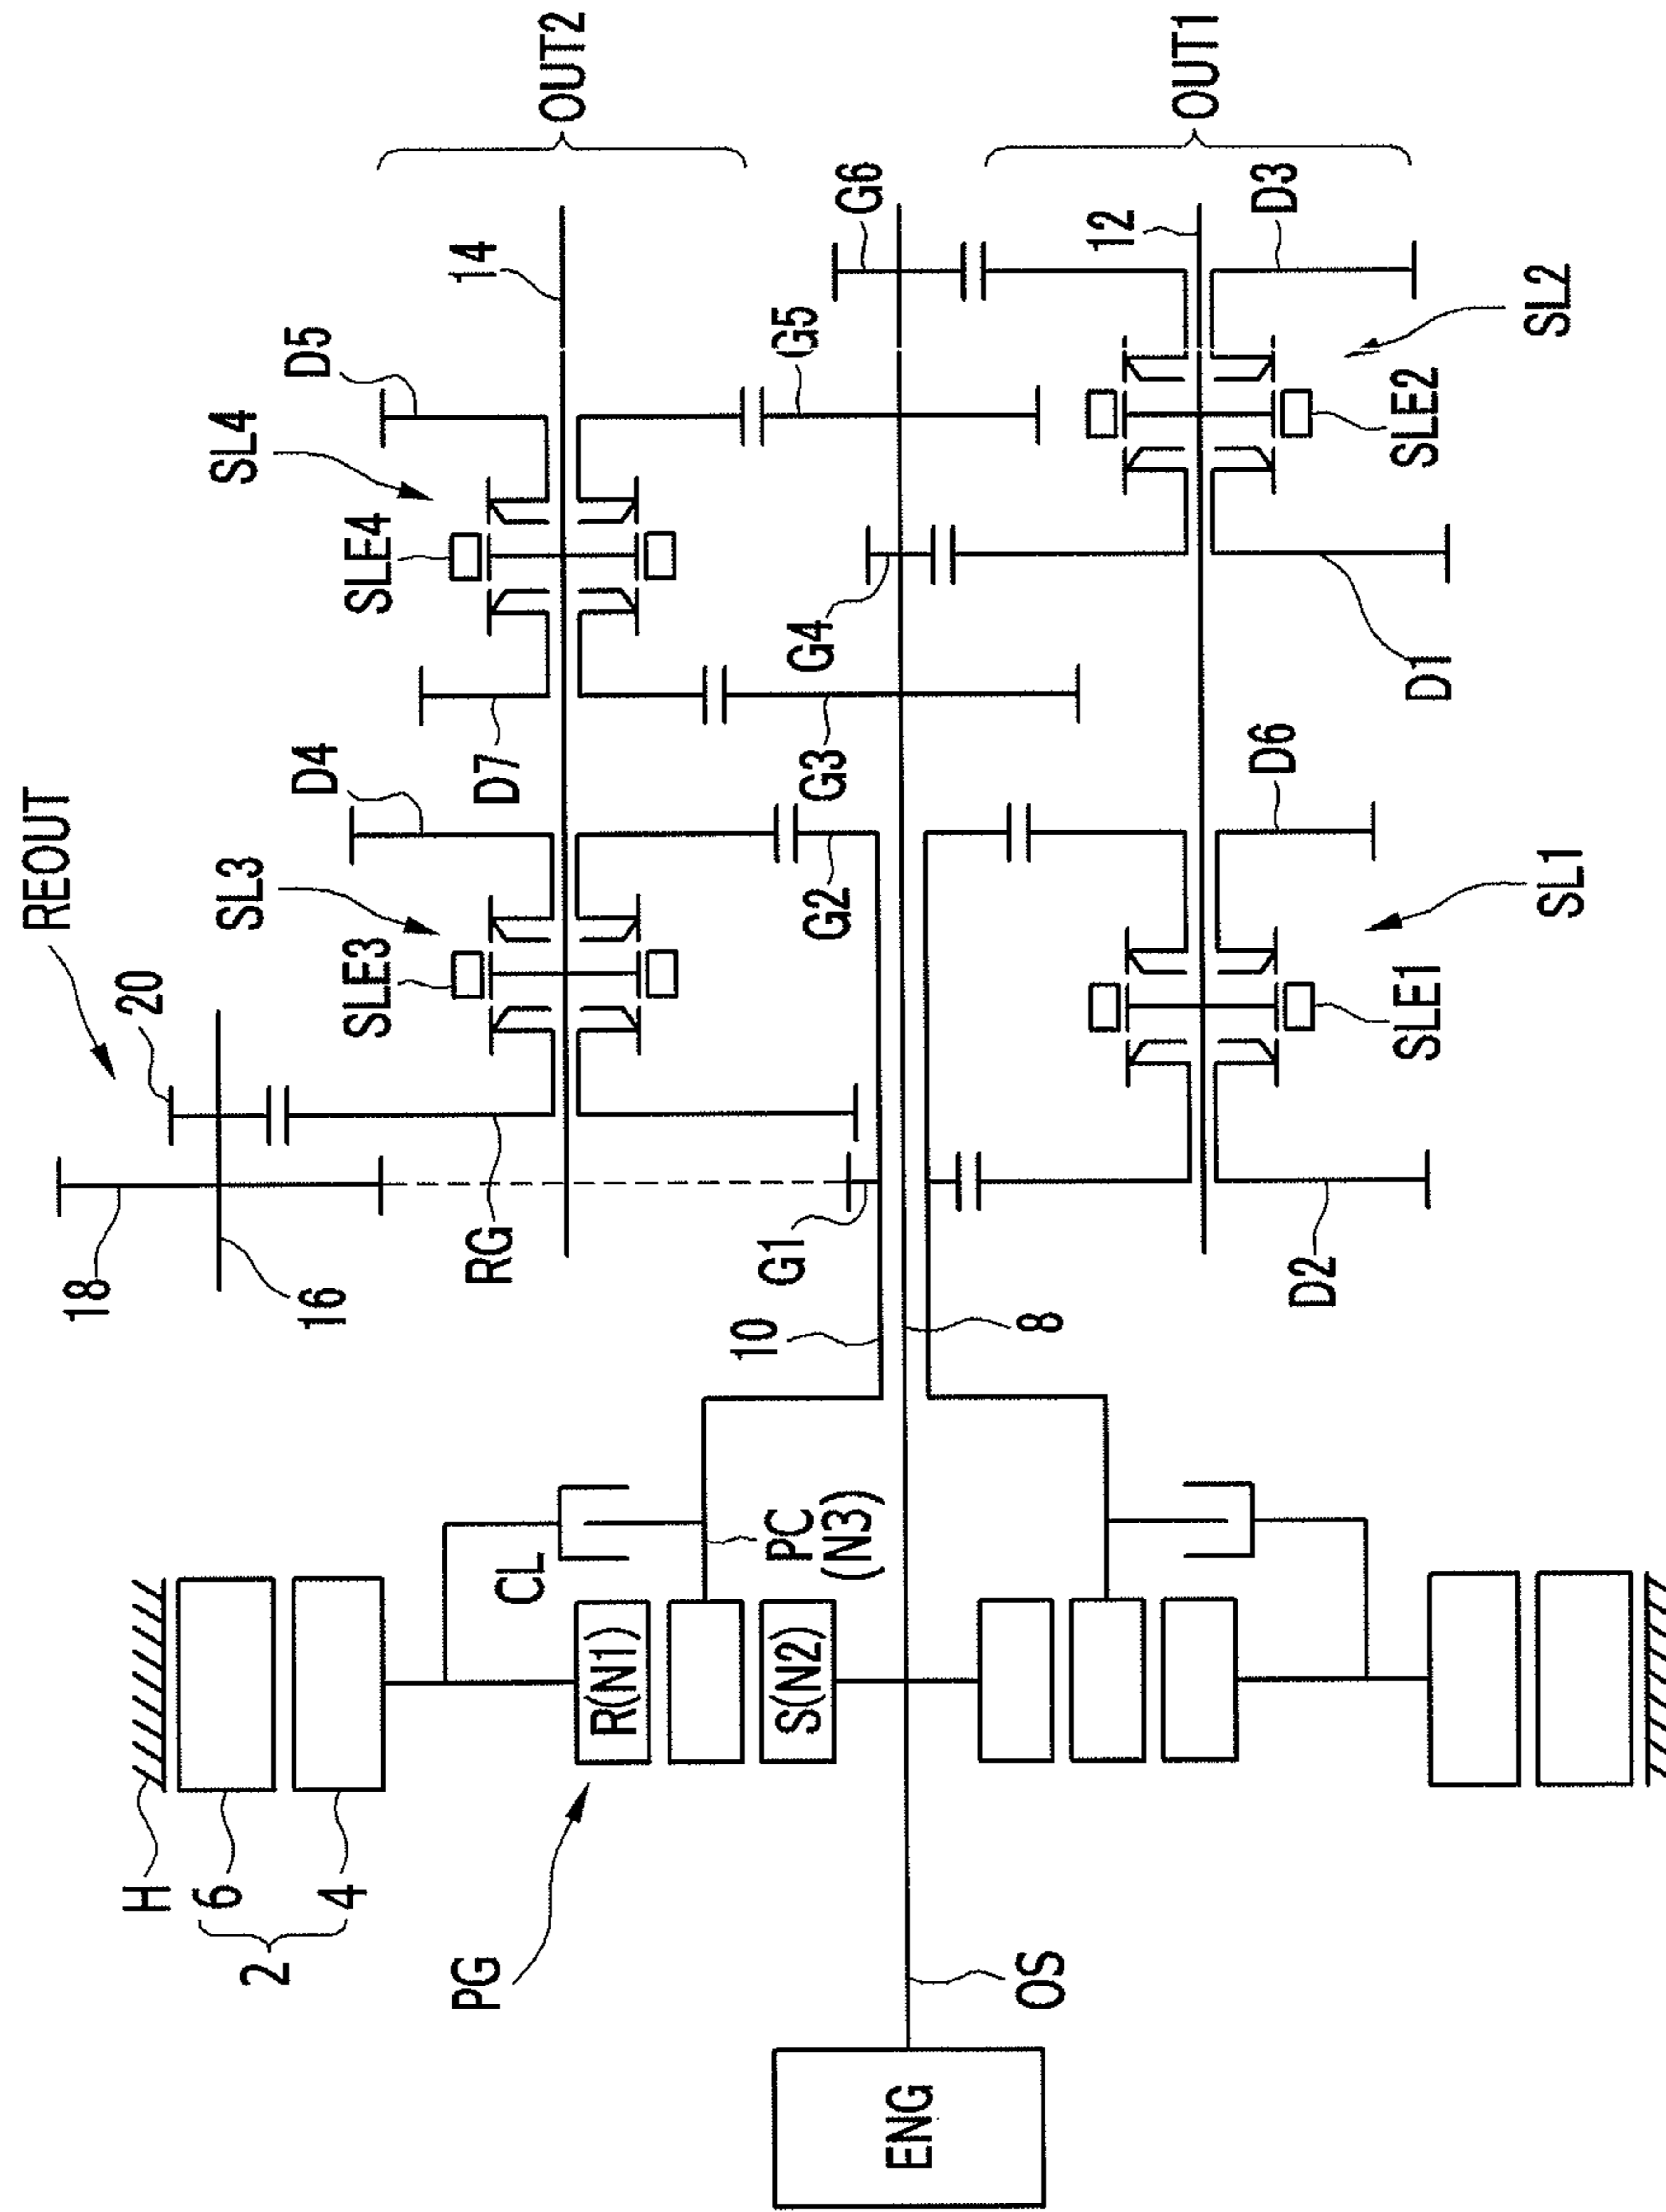 REOUT
OUT2
OUT1
18
16
20
RG
SL3
SLE3
D4
D7
SL4
SLE4
D5
14
G1
G2
G3
G4
G5
G6
10
8
12
D2
SLE1
SL1
D6
D1
SLE2
SL2
D3
H
6
4
2
PG
CL
R(N1)
S(N2)
PC
(N3)
OS
ENG